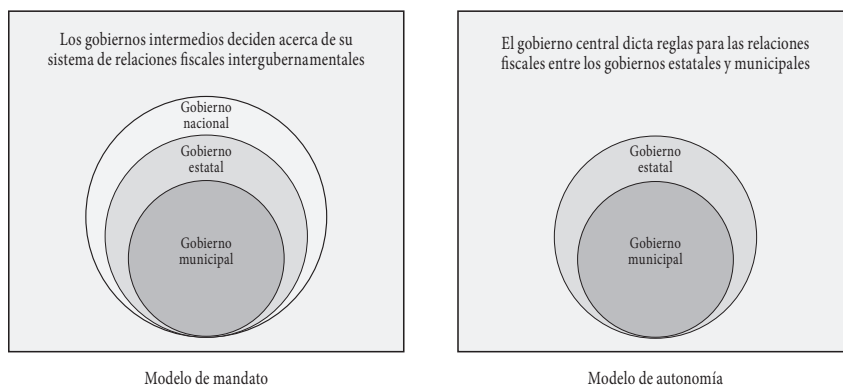 Los gobiernos intermedios deciden acerca de su
sistema de relaciones fiscales intergubernamentales
Gobierno
nacional
Gobierno
estatal
Gobierno
municipal
Modelo de mandato
El gobierno central dicta reglas para las relaciones
fiscales entre los gobiernos estatales y municipales
Gobierno
estatal
Gobierno
municipal
Modelo de autonomía